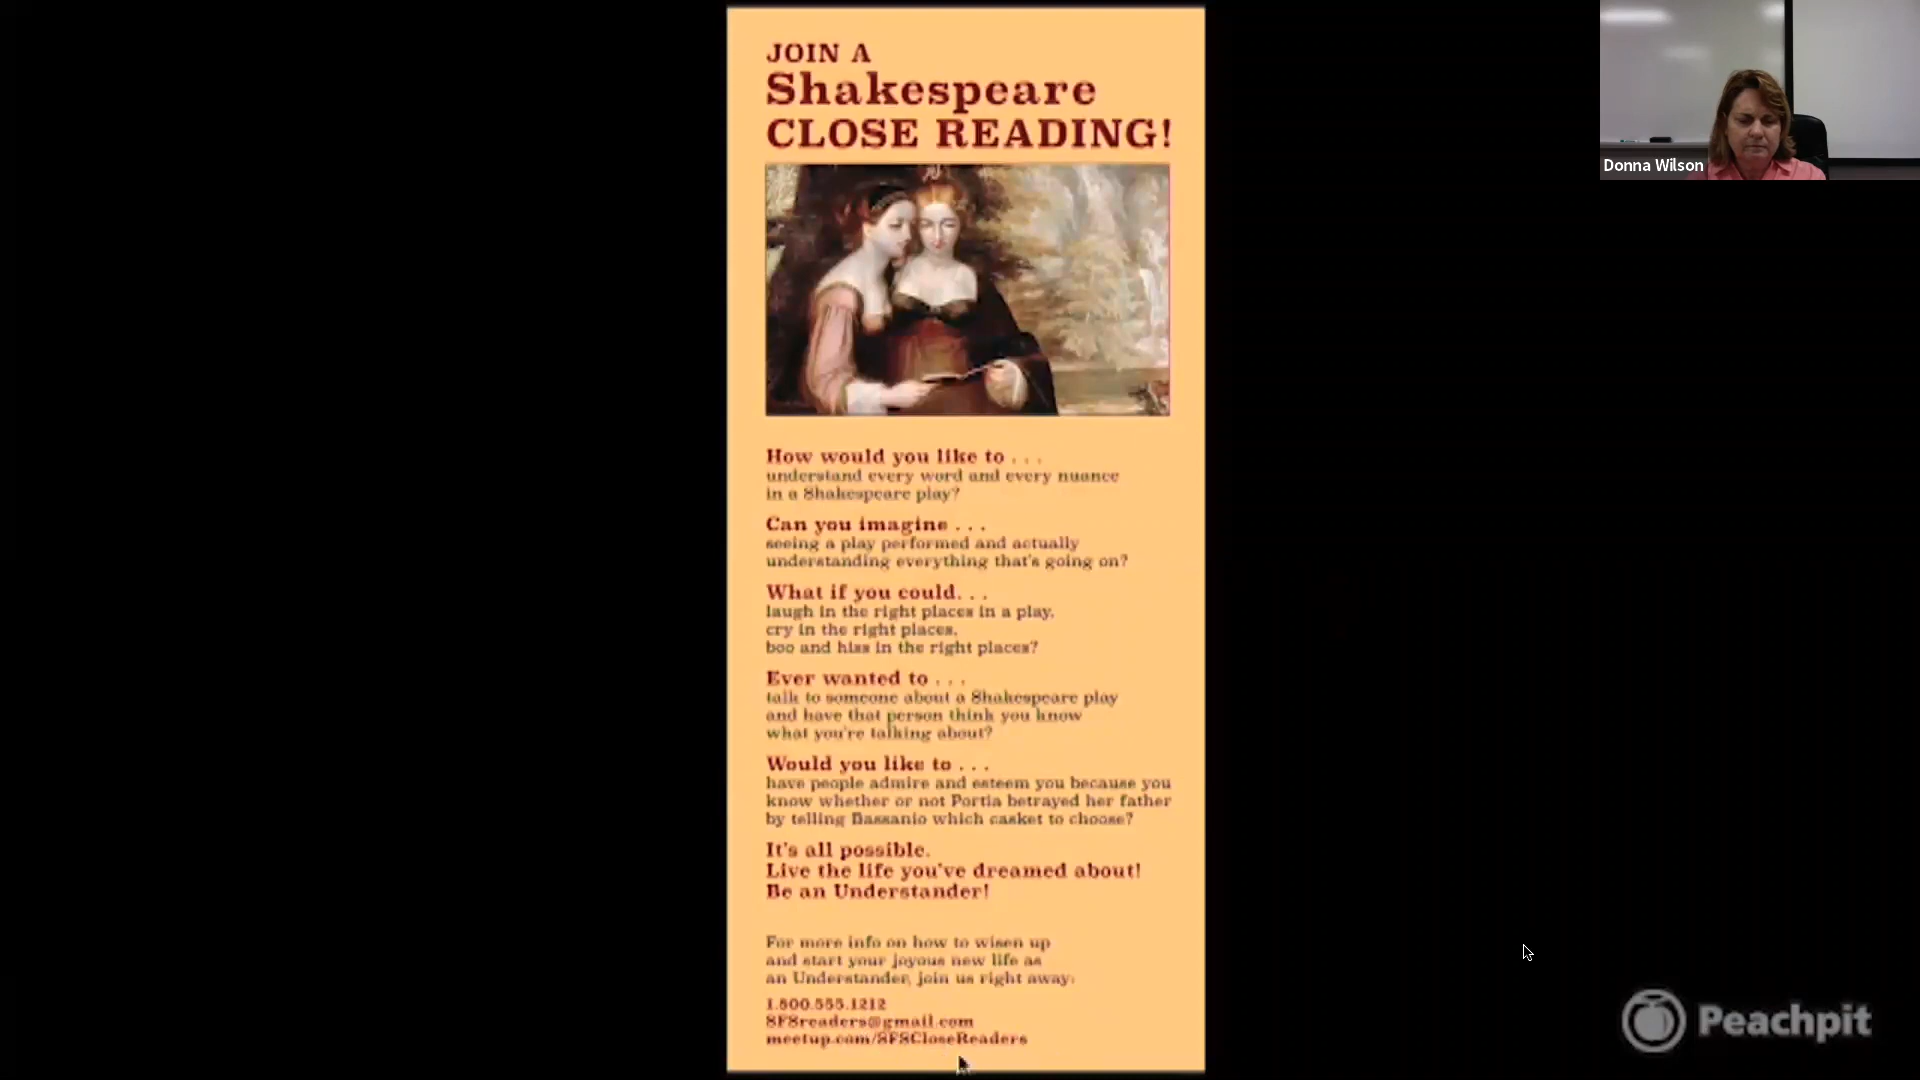 JOIN A
Shakespeare
CLOSE READING!
How would you like to . . .
understand every word and every nuance
in a Shakespeare play?
Can you imagine . . .
seeing a play performed and actually
understanding everything that's going on?
What if you could. . .
laugh in the right places in a play,
cry in the right places,
boo and hiss in the right places?
Ever wanted to . . .
talk to someone about a Shakespeare play
and have that person think you know
what you're talking about?
Would you like to . . .
have people admire and esteem you because you
know whether or not Portia betrayed her father
by telling Bassanio which casket to choose?
It's all possible.
Live the life you've dreamed about!
Be an Understander!
For more info on how to wisen up
and start your joyous new life as
an Understander, join us right away:
1.800.555.1212
SFSreaders@gmail.com
meetup.com/SFSCloseReaders
Donna Wilson
Peachpit